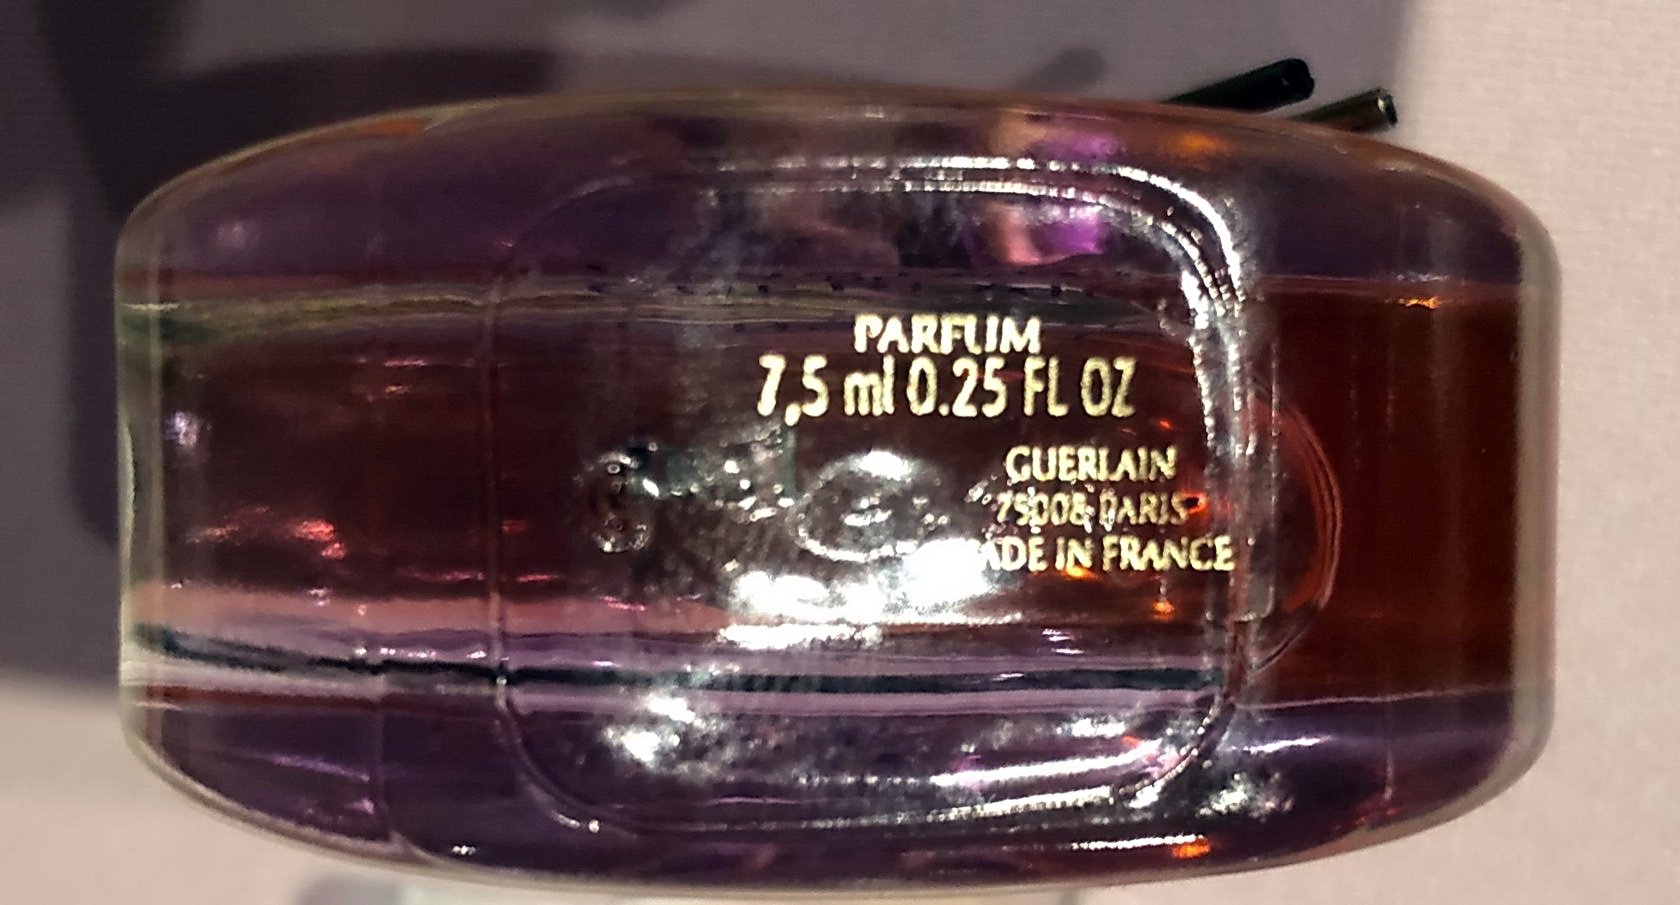 PARFUM
7,5 ml 0.25 FL OZ
GUERLAIN
75008 PARIS
MADE IN FRANCE